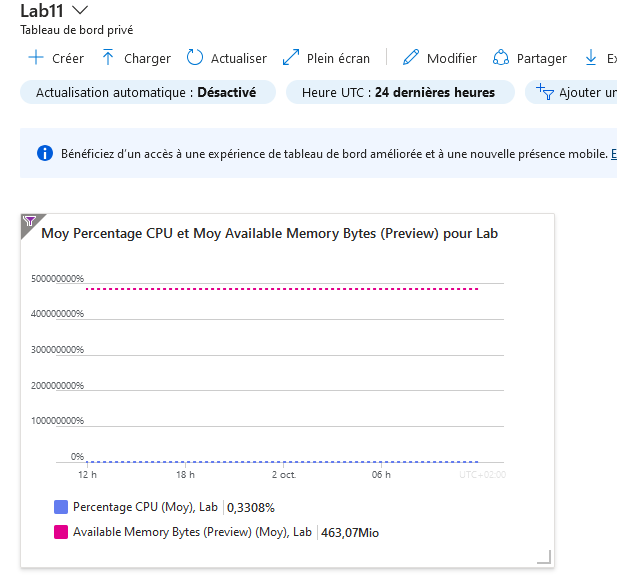 Lab11
Tableau de bord privé
Créer Charger Actualiser Plein écran Modifier Partager
Actualisation automatique : Désactivé Heure UTC : 24 dernières heures Ajouter
Bénéficiez d'un accès à une expérience de tableau de bord améliorée et à une nouvelle présence mobile.
Moy Percentage CPU et Moy Available Memory Bytes (Preview) pour Lab
500000000%
400000000%
300000000%
200000000%
100000000%
0%
12 h 18 h 2 oct. 06 h UTC+02:00
Percentage CPU (Moy), Lab 0,3308%
Available Memory Bytes (Preview) (Moy), Lab 463,07Mio